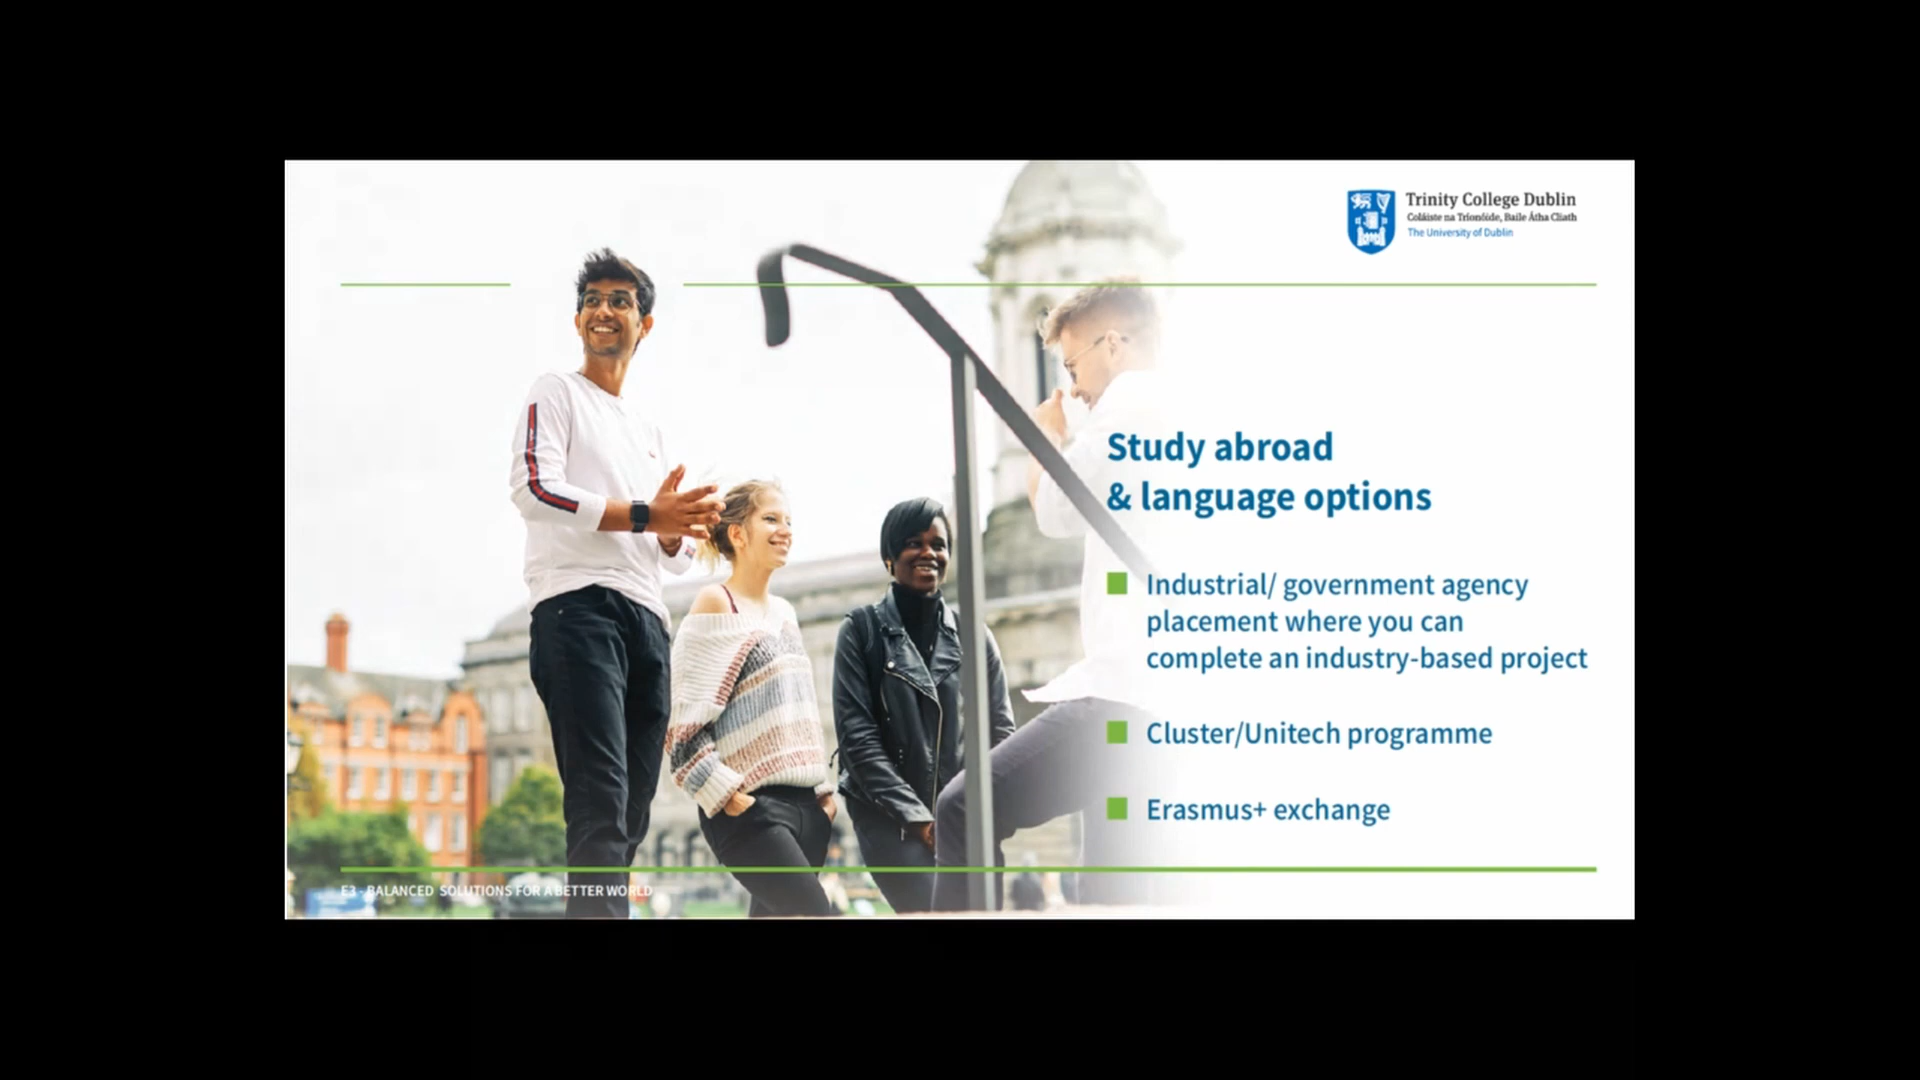 Trinity College Dublin
Coláiste na Tríonóide, Baile Átha Cliath
The University of Dublin
Study abroad
& language options
Industrial/ government agency
placement where you can
complete an industry-based project
Cluster/Unitech programme
Erasmus+ exchange
E3 - BALANCED SOLUTIONS FOR A BETTER WORLD